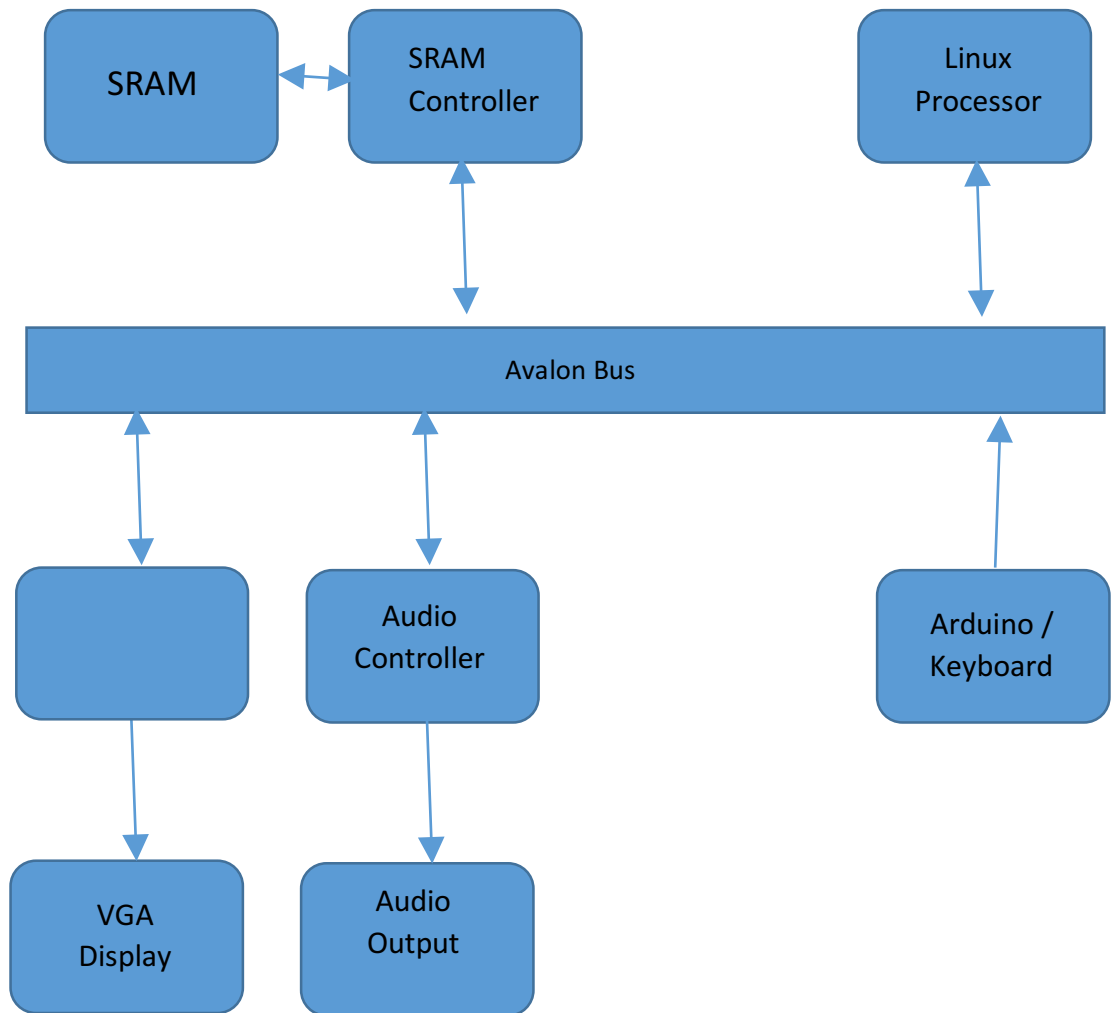 SRAM
SRAM
Controller
Linux
Processor
Avalon Bus
Audio
Controller
Arduino /
Keyboard
VGA
Display
Audio
Output